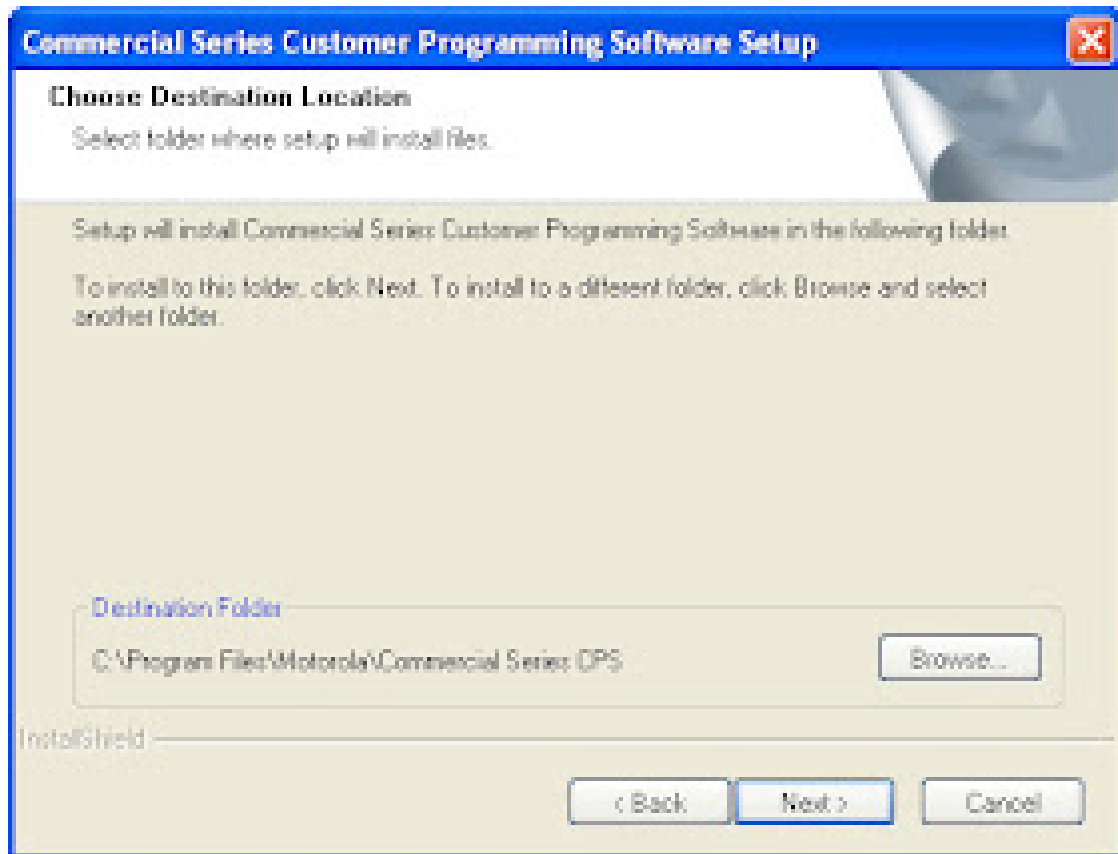 Commercial Series Customer Programming Software Setup
Choose Destination Location
Select folder where setup will install files.
Setup will install Commercial Series Customer Programming Software in the following folder.
To install to this folder, click Next. To install to a different folder, click Browse and select
another folder.
Destination Folder
C:\Program Files\Motorola\Commercial Series CPS
Browse...
InstallShield
< Back
Next >
Cancel